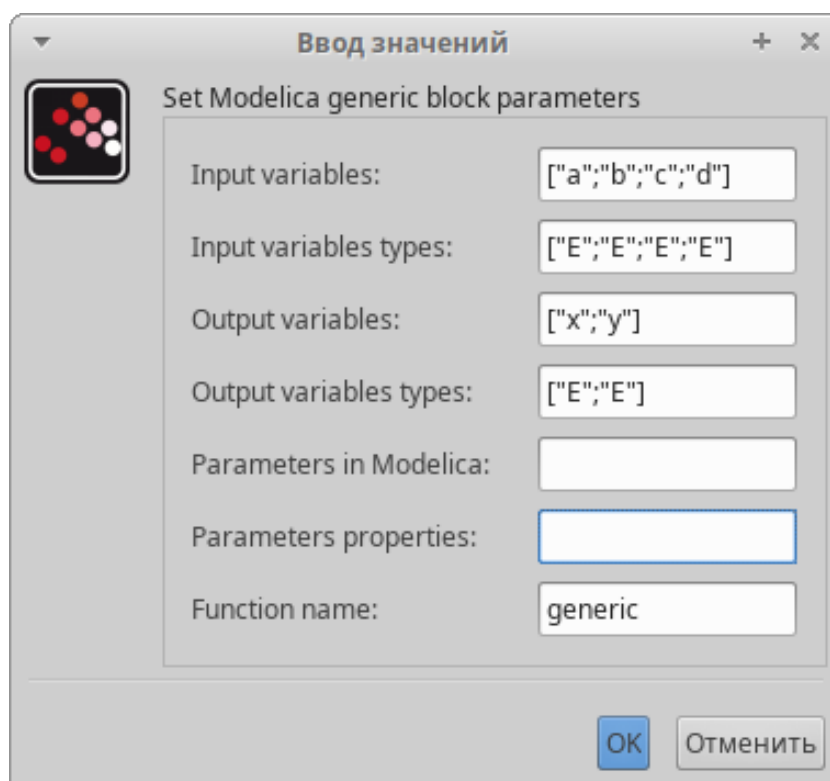 Ввод значений
Set Modelica generic block parameters
Input variables: ["a";"b";"c";"d"]
Input variables types: ["E";"E";"E";"E"]
Output variables: ["x";"y"]
Output variables types: ["E";"E"]
Parameters in Modelica:
Parameters properties:
Function name: generic
OK Отменить